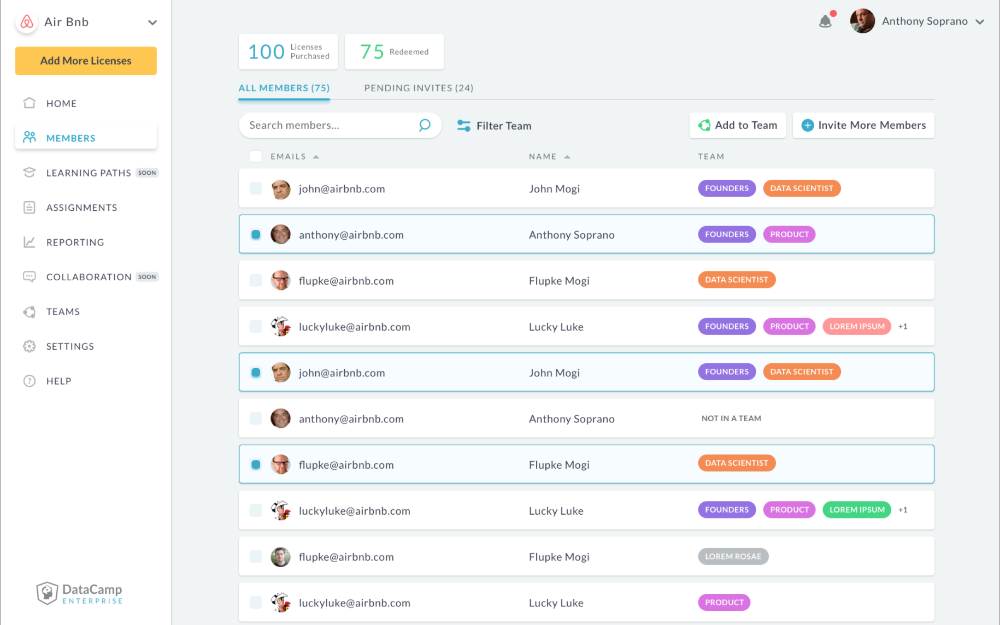 Air Bnb
Add More Licenses
HOME
MEMBERS
LEARNING PATHS SOON
ASSIGNMENTS
REPORTING
COLLABORATION SOON
TEAMS
SETTINGS
HELP
DataCamp
ENTERPRISE
Anthony Soprano
100 Licenses Purchased
75 Redeemed
ALL MEMBERS (75) PENDING INVITES (24)
Search members... Filter Team Add to Team Invite More Members
EMAILS NAME TEAM
john@airbnb.com John Mogi FOUNDERS DATA SCIENTIST
anthony@airbnb.com Anthony Soprano FOUNDERS PRODUCT
flupke@airbnb.com Flupke Mogi DATA SCIENTIST
luckyluke@airbnb.com Lucky Luke FOUNDERS PRODUCT LOREM IPSUM +1
john@airbnb.com John Mogi FOUNDERS DATA SCIENTIST
anthony@airbnb.com Anthony Soprano NOT IN A TEAM
flupke@airbnb.com Flupke Mogi DATA SCIENTIST
luckyluke@airbnb.com Lucky Luke FOUNDERS PRODUCT LOREM IPSUM +1
flupke@airbnb.com Flupke Mogi LOREM ROSAE
luckyluke@airbnb.com Lucky Luke PRODUCT